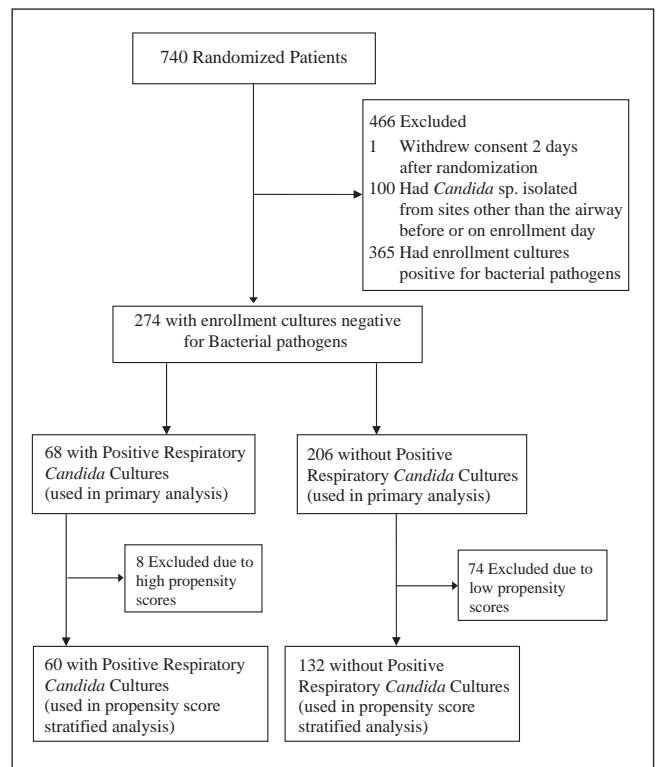 740 Randomized Patients
466 Excluded
1 Withdrew consent 2 days
after randomization
100 Had Candida sp. isolated
from sites other than the airway
before or on enrollment day
365 Had enrollment cultures
positive for bacterial pathogens
274 with enrollment cultures negative
for Bacterial pathogens
68 with Positive Respiratory
Candida Cultures
(used in primary analysis)
206 without Positive
Respiratory Candida Cultures
(used in primary analysis)
8 Excluded due to
high propensity
scores
74 Excluded due to
low propensity
scores
60 with Positive Respiratory
Candida Cultures
(used in propensity score
stratified analysis)
132 without Positive
Respiratory Candida Cultures
(used in propensity score
stratified analysis)